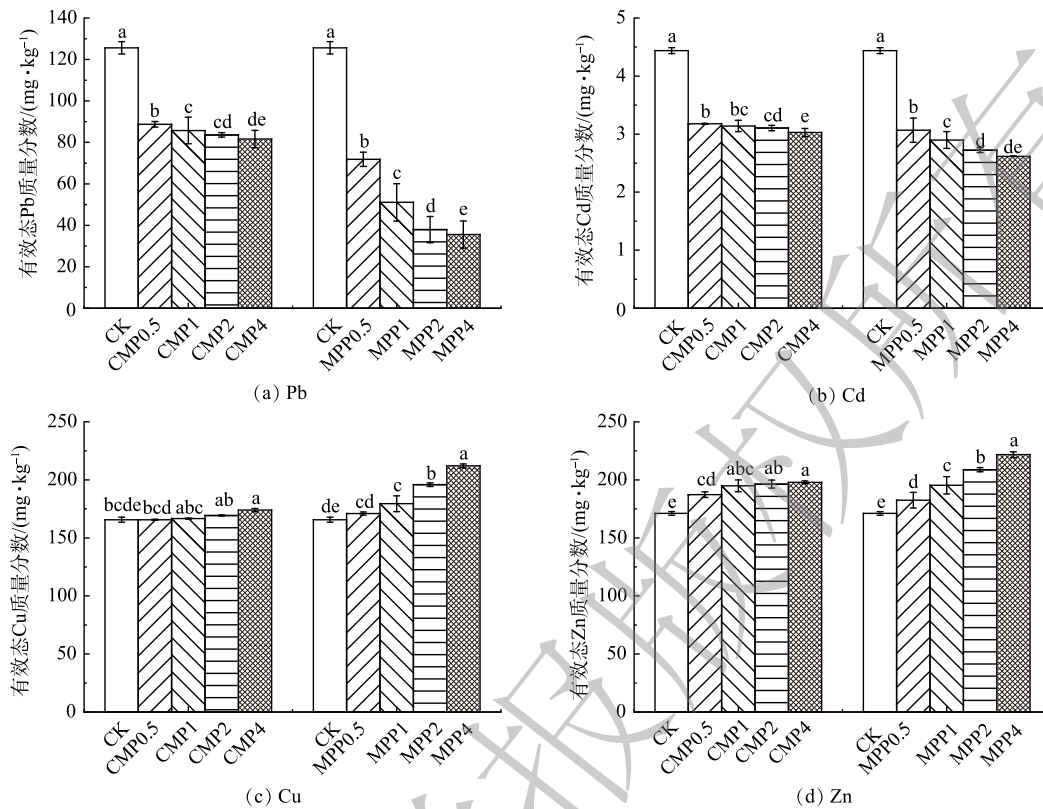 140
120
100
80
60
40
20
0
有效态Pb质量分数/(mg·kg⁻¹)
a b c cd de a b c d e
CK CMP0.5 CMP1 CMP2 CMP4 CK MPP0.5 MPP1 MPP2 MPP4
(a) Pb
5
4
3
2
1
0
有效态Cd质量分数/(mg·kg⁻¹)
a b bc cd e a b c d de
CK CMP0.5 CMP1 CMP2 CMP4 CK MPP0.5 MPP1 MPP2 MPP4
(b) Cd
250
200
150
100
50
0
有效态Cu质量分数/(mg·kg⁻¹)
bcde bcd abc ab a de cd c b a
CK CMP0.5 CMP1 CMP2 CMP4 CK MPP0.5 MPP1 MPP2 MPP4
(c) Cu
250
200
150
100
50
0
有效态Zn质量分数/(mg·kg⁻¹)
e cd abc ab a e d c b a
CK CMP0.5 CMP1 CMP2 CMP4 CK MPP0.5 MPP1 MPP2 MPP4
(d) Zn
报版权所有